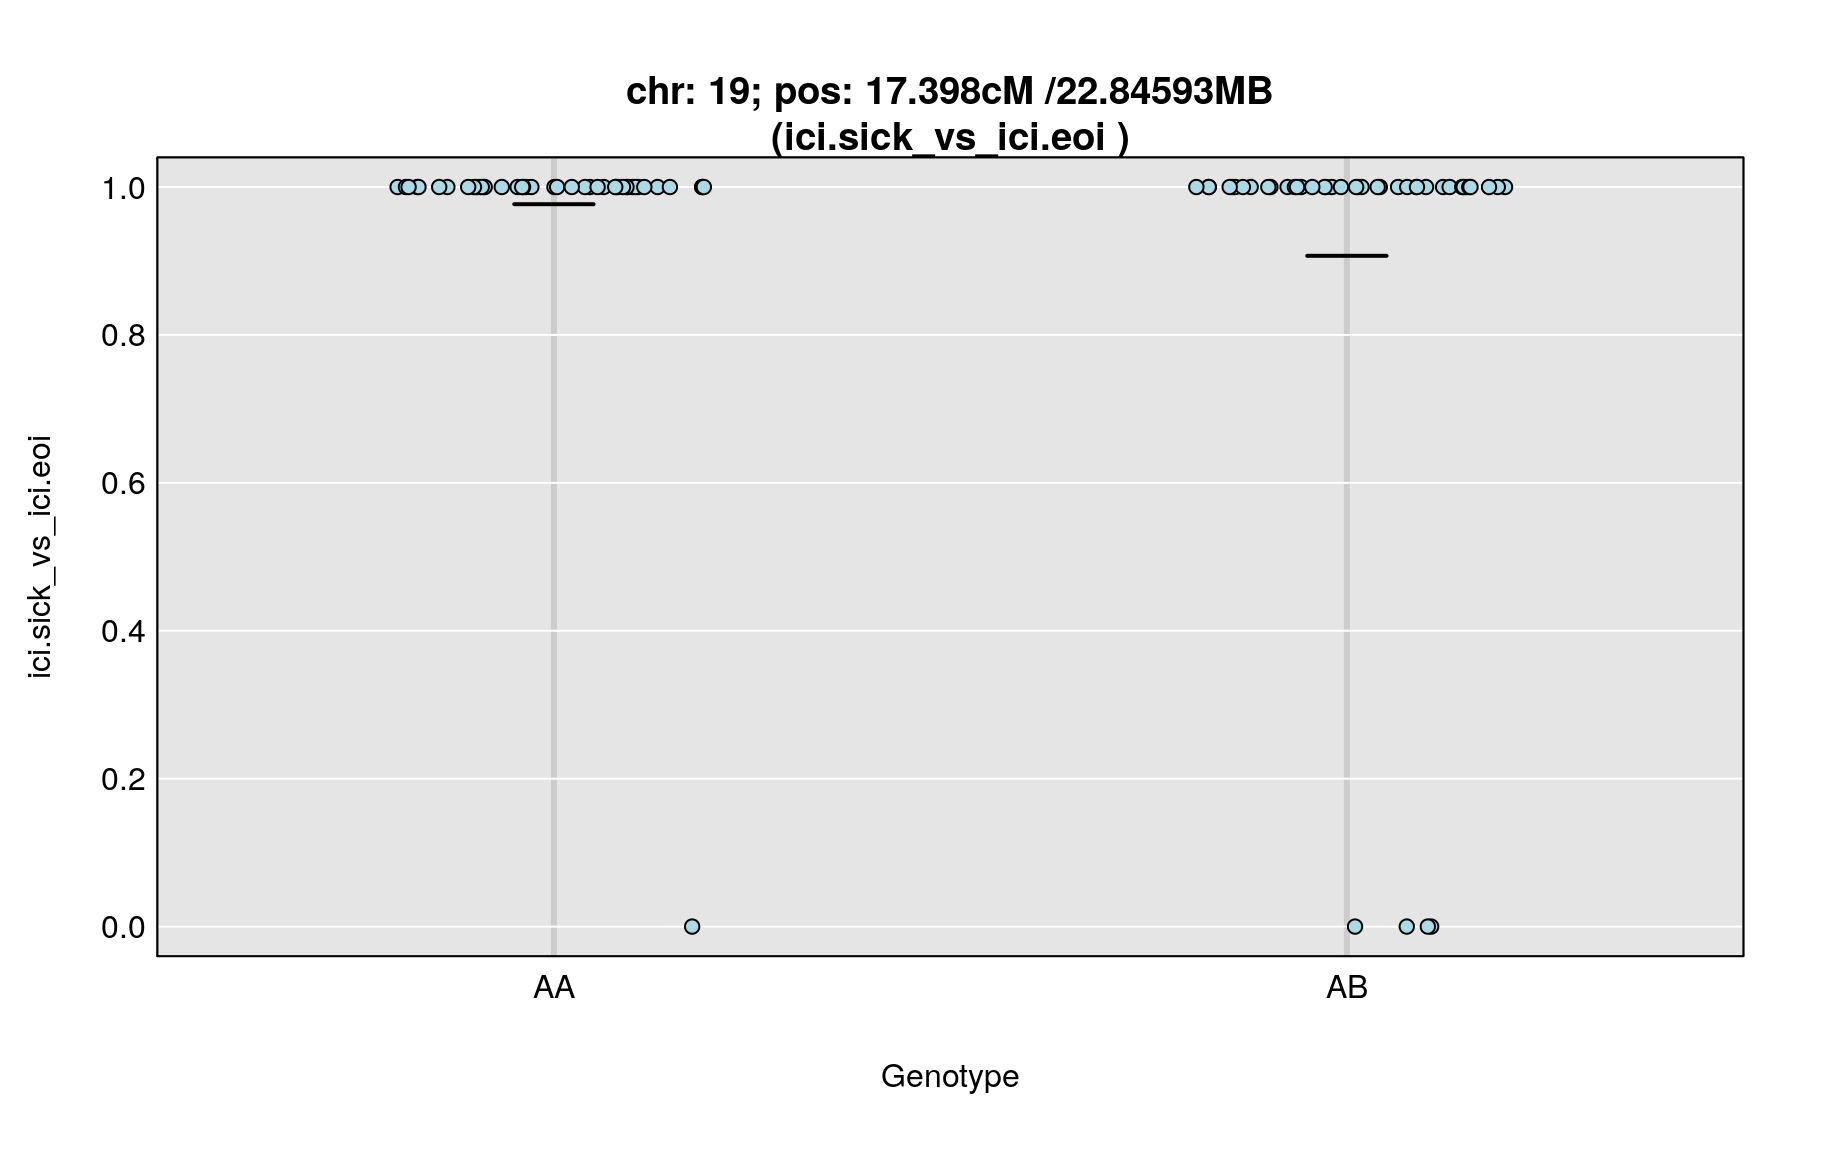 chr: 19; pos: 17.398cM /22.84593MB
(ici.sick_vs_ici.eoi )
ici.sick_vs_ici.eoi
1.0
0.8
0.6
0.4
0.2
0.0
AA AB
Genotype